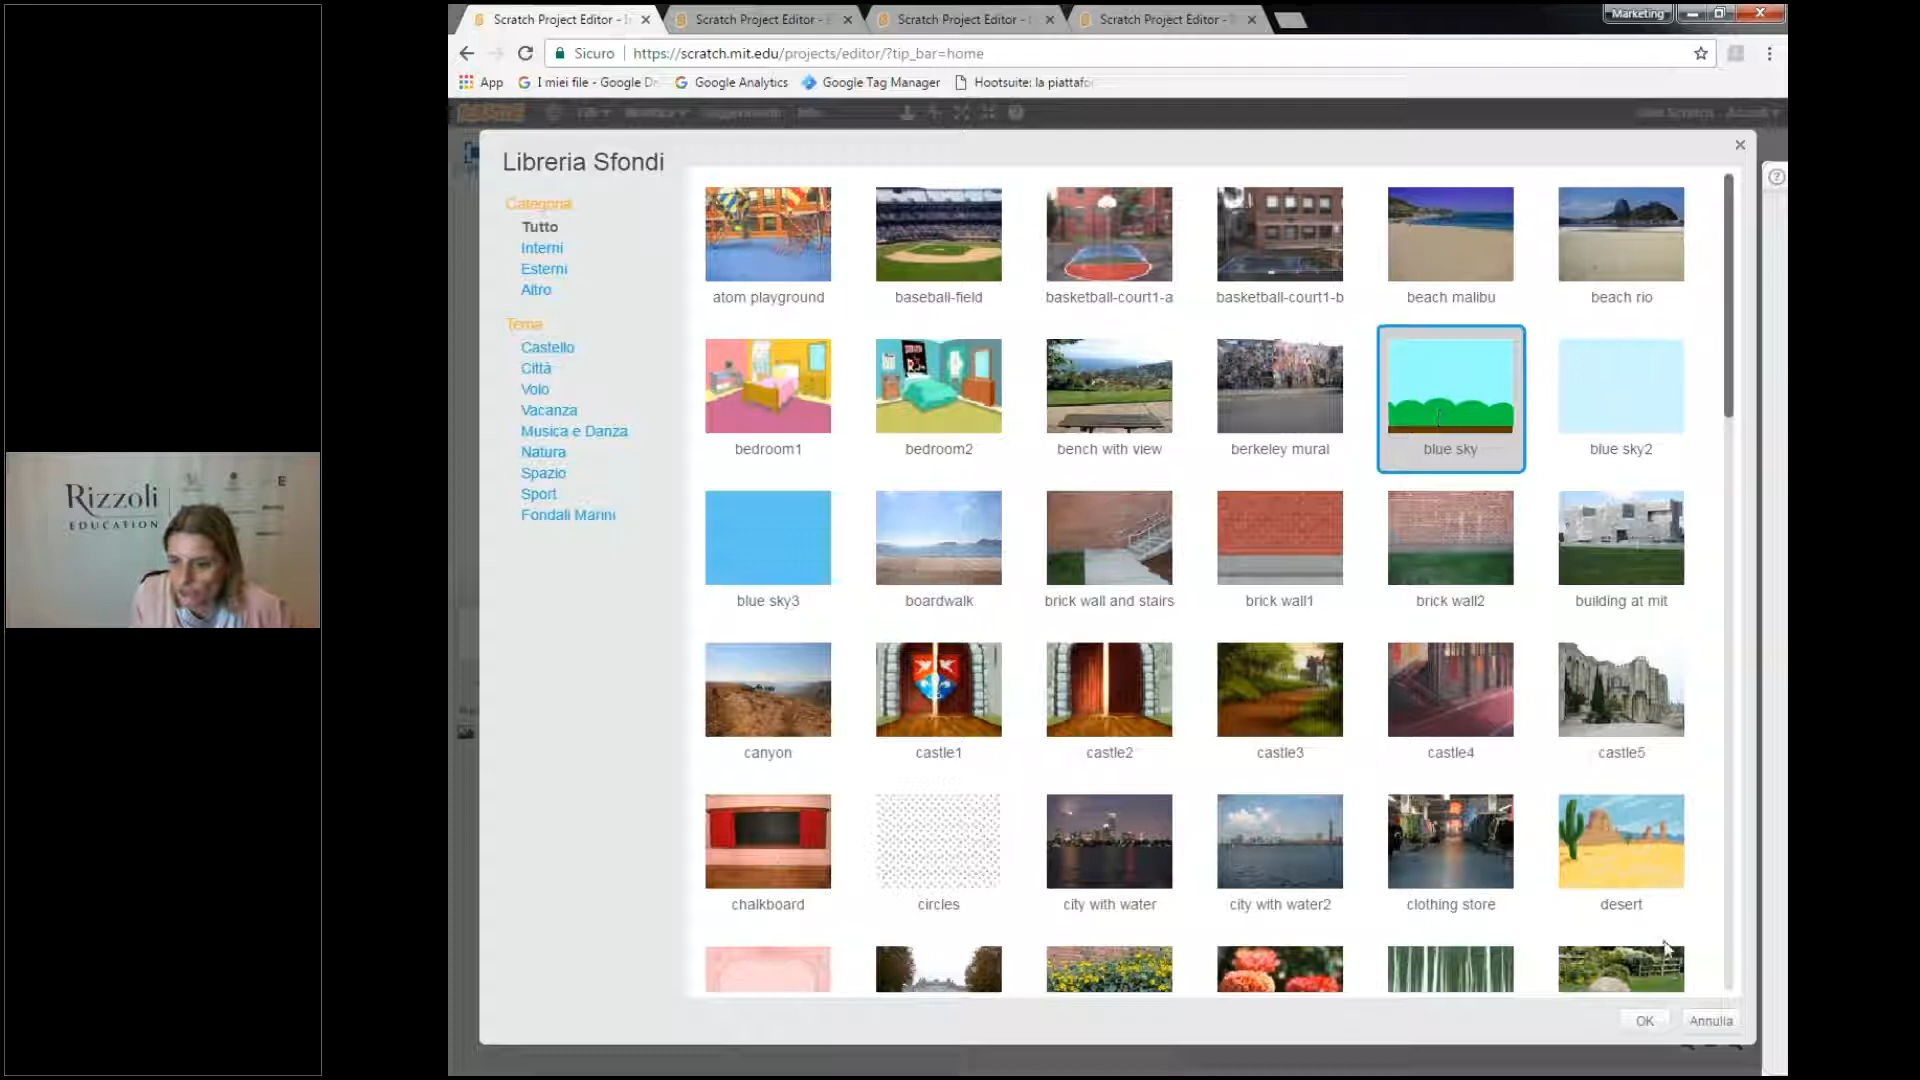 Scratch Project Editor - I
Scratch Project Editor -
Scratch Project Editor -
Scratch Project Editor -
Marketing
Sicuro
https://scratch.mit.edu/projects/editor/?tip_bar=home
App
I miei file - Google Dr
Google Analytics
Google Tag Manager
Hootsuite: la piattafo
Libreria Sfondi
Categoria
Tutto
Interni
Esterni
Altro
Tema
Castello
Città
Volo
Vacanza
Musica e Danza
Natura
Spazio
Sport
Fondali Marini
atom playground
baseball-field
basketball-court1-a
basketball-court1-b
beach malibu
beach rio
bedroom1
bedroom2
bench with view
berkeley mural
blue sky
blue sky2
blue sky3
boardwalk
brick wall and stairs
brick wall1
brick wall2
building at mit
canyon
castle1
castle2
castle3
castle4
castle5
chalkboard
circles
city with water
city with water2
clothing store
desert
OK
Annulla
Rizzoli
EDUCATION